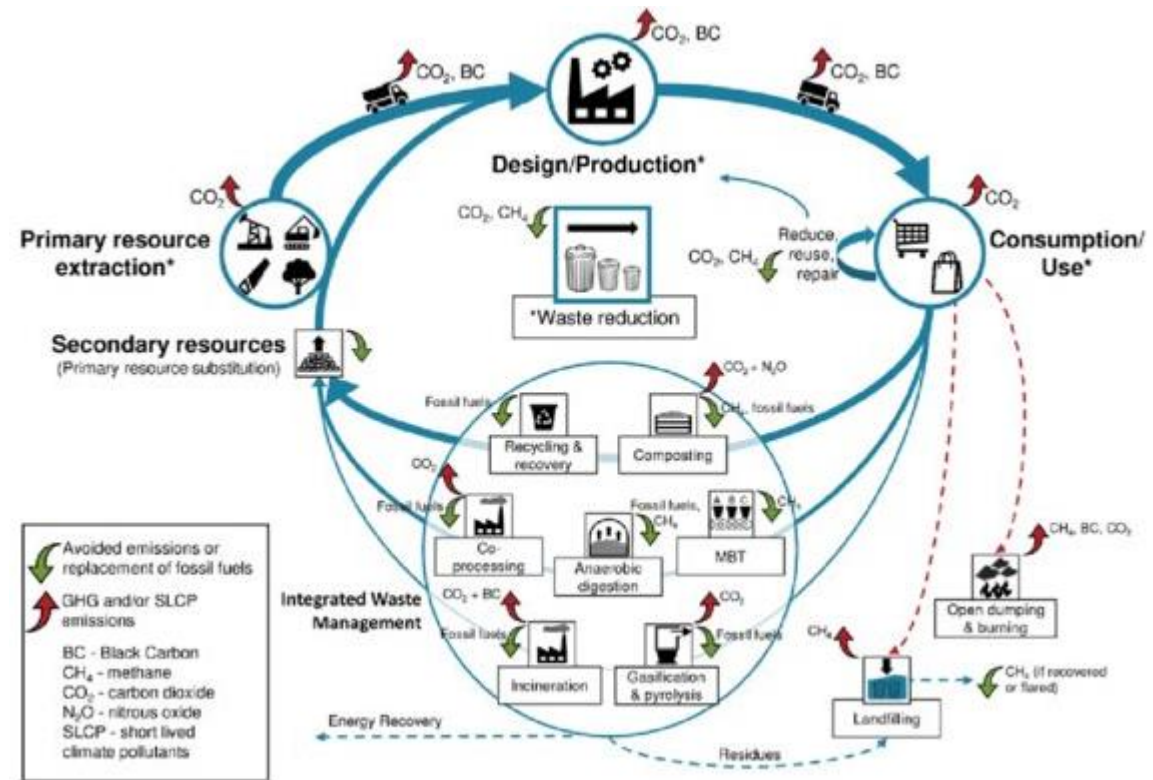 CO₂, BC
CO₂, BC
CO₂, BC
Design/Production*
CO₂
CO₂
Primary resource
extraction*
CO₂, CH₄
Reduce,
reuse,
repair
CO₂, CH₄
Consumption/
Use*
*Waste reduction
Secondary resources
(Primary resource substitution)
CO₂ + N₂O
Fossil fuels
CH₄, fossil fuels
Recycling &
recovery
Composting
CO₂
Fossil fuels
Fossil fuels,
CH₄
A B C
CH₄
Co-
processing
Anaerobic
digestion
MBT
CH₄, BC, CO₂
Open dumping
& burning
Integrated Waste
Management
CO₂ + BC
Fossil fuels
CO₂
Fossil fuels
Incineration
Gasification
& pyrolysis
CH₄
CH₄ (if recovered
or flared)
Landfilling
Energy Recovery
Residues
Avoided emissions or
replacement of fossil fuels
GHG and/or SLCP
emissions
BC - Black Carbon
CH₄ - methane
CO₂ - carbon dioxide
N₂O - nitrous oxide
SLCP - short lived
climate pollutants